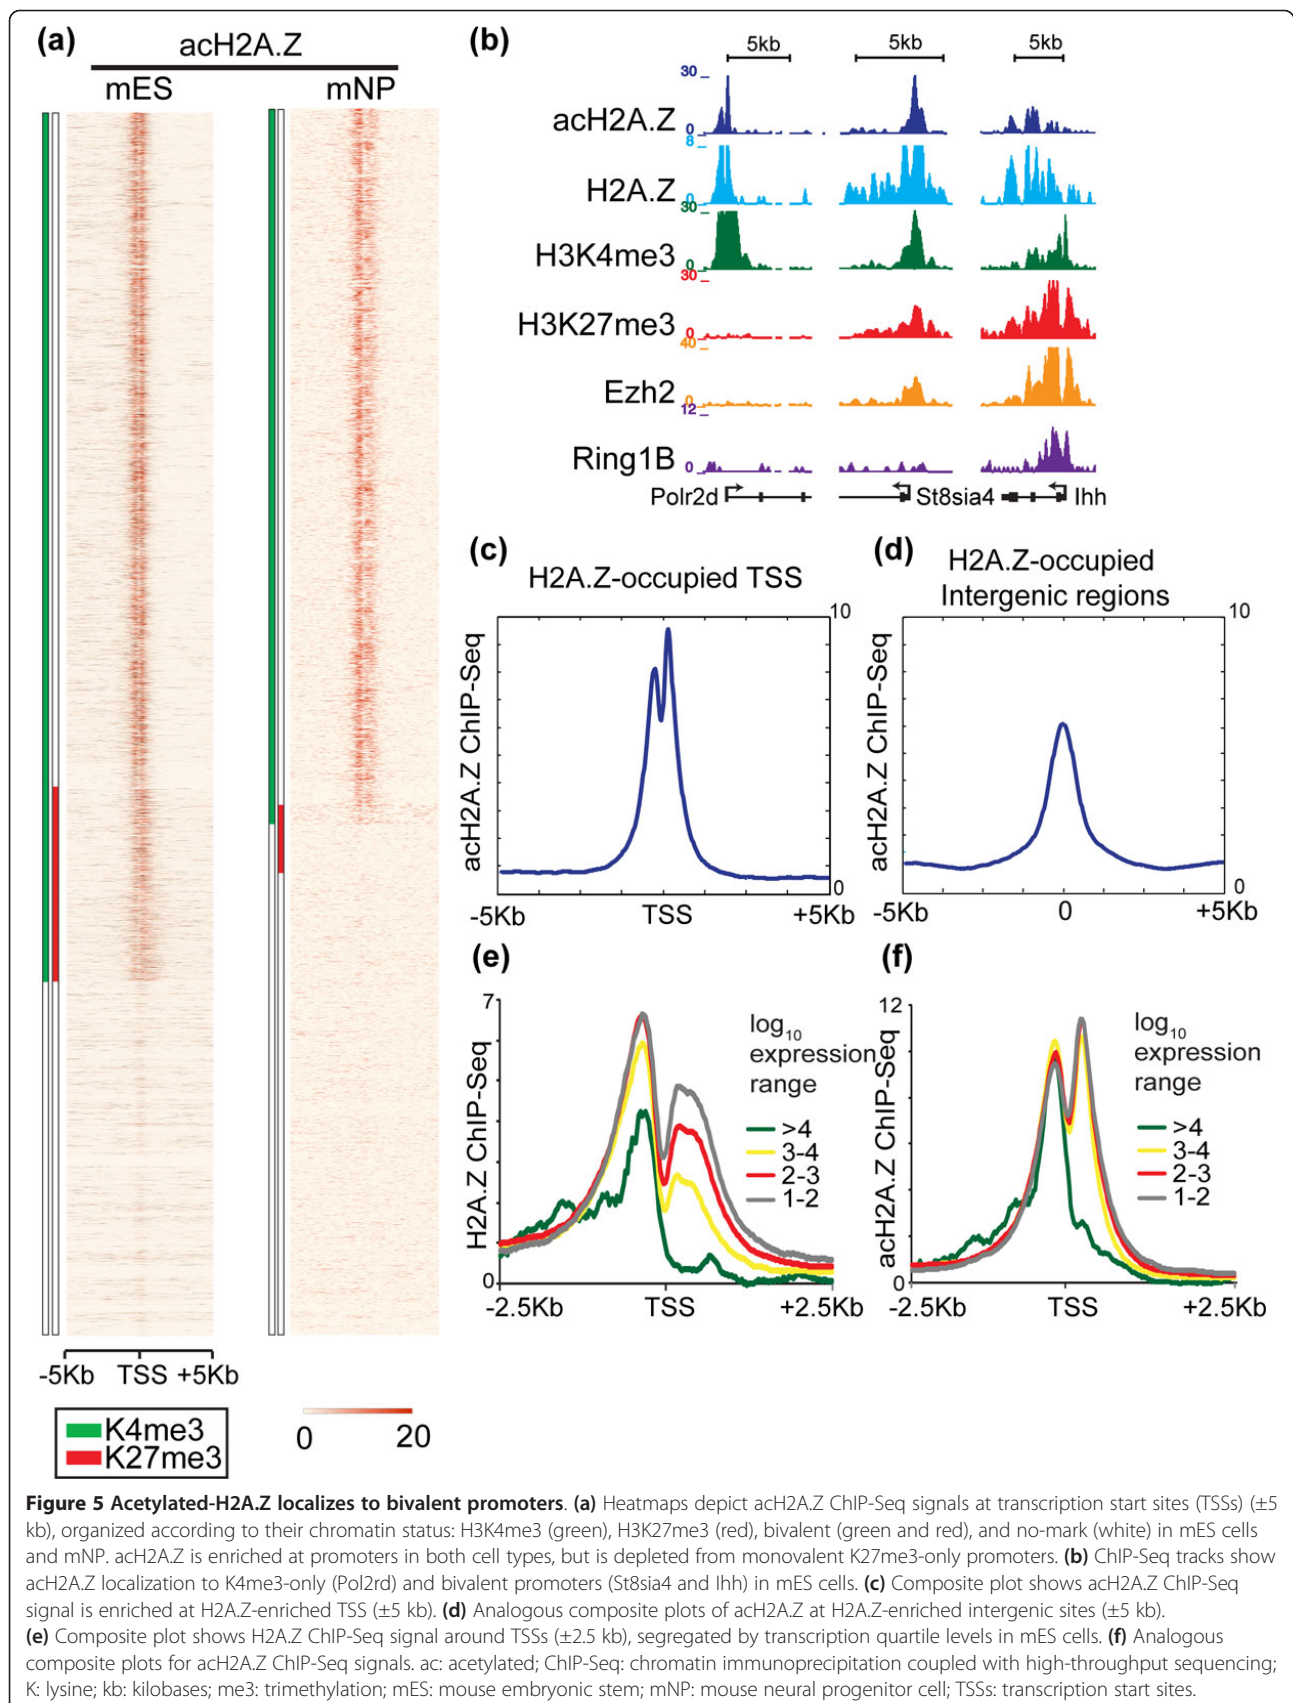 (a)
acH2A.Z
mES
mNP
-5Kb TSS +5Kb
K4me3
K27me3
0 20
(b)
5kb 5kb 5kb
30
acH2A.Z
0
8
H2A.Z
0
30
H3K4me3
0
30
H3K27me3
0
40
Ezh2
0
12
Ring1B
0
Polr2d St8sia4 Ihh
(c)
H2A.Z-occupied TSS
10
acH2A.Z ChIP-Seq
0
-5Kb TSS +5Kb
(d)
H2A.Z-occupied
Intergenic regions
10
acH2A.Z ChIP-Seq
0
-5Kb 0 +5Kb
(e)
7
H2A.Z ChIP-Seq
0
log10
expression
range
>4
3-4
2-3
1-2
-2.5Kb TSS +2.5Kb
(f)
12
acH2A.Z ChIP-Seq
0
log10
expression
range
>4
3-4
2-3
1-2
-2.5Kb TSS +2.5Kb
Figure 5 Acetylated-H2A.Z localizes to bivalent promoters. (a) Heatmaps depict acH2A.Z ChIP-Seq signals at transcription start sites (TSSs) (±5
kb), organized according to their chromatin status: H3K4me3 (green), H3K27me3 (red), bivalent (green and red), and no-mark (white) in mES cells
and mNP. acH2A.Z is enriched at promoters in both cell types, but is depleted from monovalent K27me3-only promoters. (b) ChIP-Seq tracks show
acH2A.Z localization to K4me3-only (Pol2rd) and bivalent promoters (St8sia4 and Ihh) in mES cells. (c) Composite plot shows acH2A.Z ChIP-Seq
signal is enriched at H2A.Z-enriched TSS (±5 kb). (d) Analogous composite plots of acH2A.Z at H2A.Z-enriched intergenic sites (±5 kb).
(e) Composite plot shows H2A.Z ChIP-Seq signal around TSSs (±2.5 kb), segregated by transcription quartile levels in mES cells. (f) Analogous
composite plots for acH2A.Z ChIP-Seq signals. ac: acetylated; ChIP-Seq: chromatin immunoprecipitation coupled with high-throughput sequencing;
K: lysine; kb: kilobases; me3: trimethylation; mES: mouse embryonic stem; mNP: mouse neural progenitor cell; TSSs: transcription start sites.